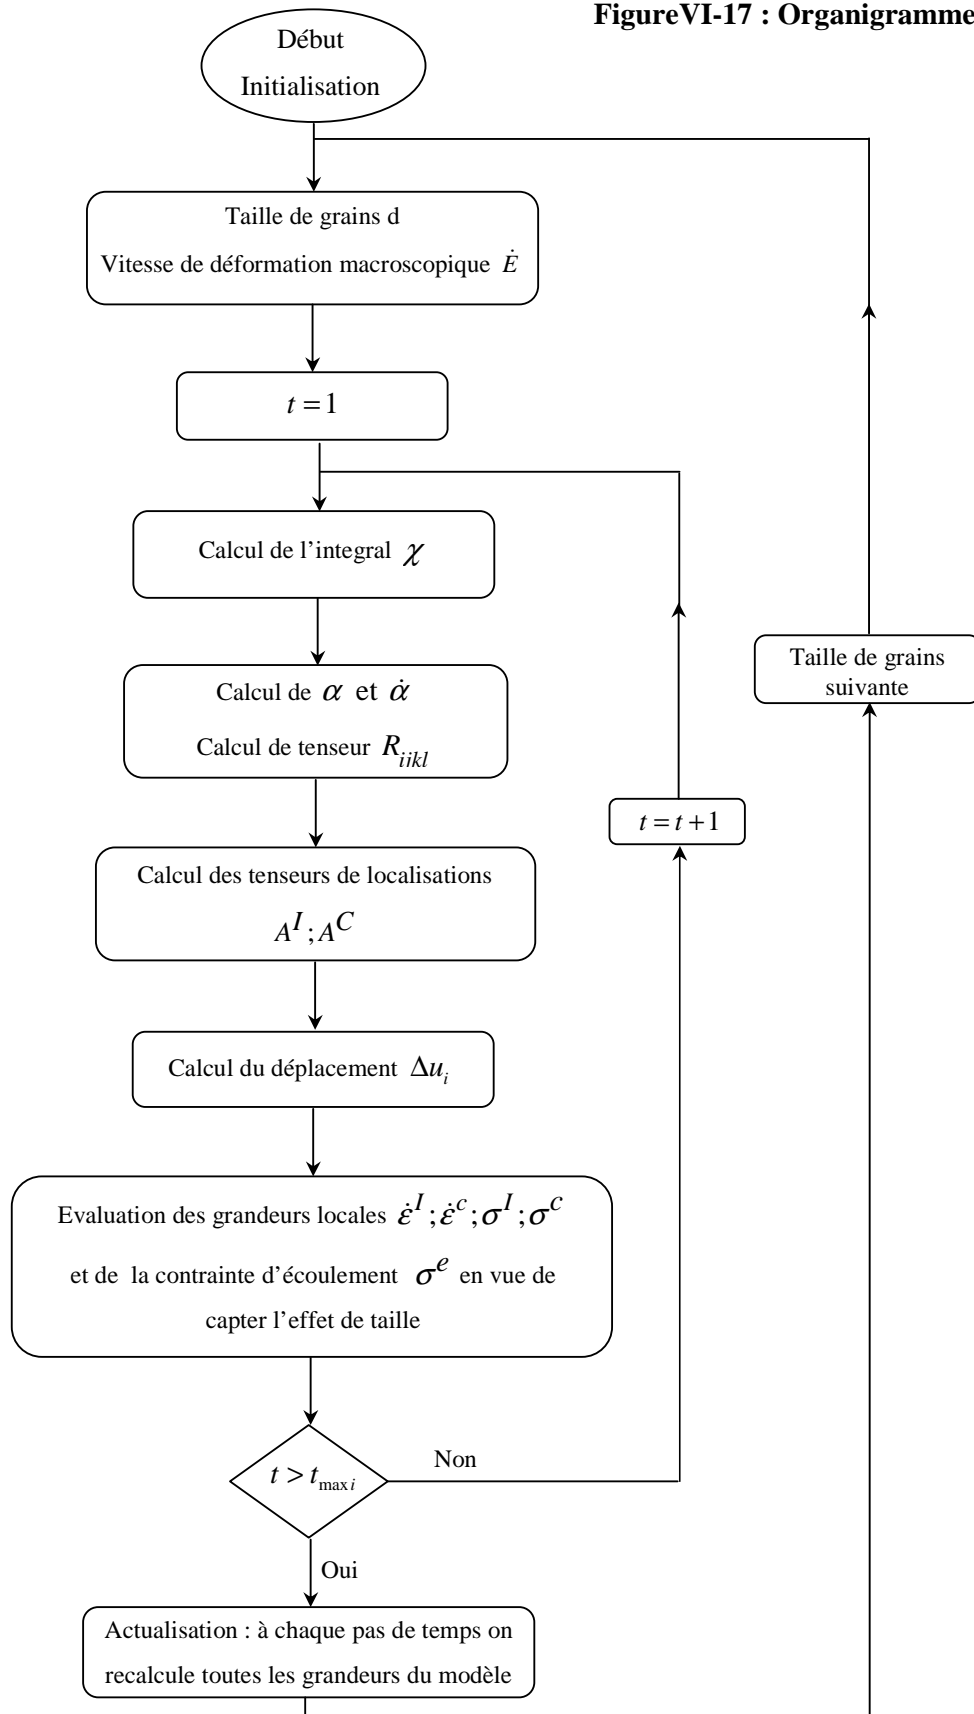 FigureVI-17 : Organigramme
Début
Initialisation
Taille de grains d
Vitesse de déformation macroscopique Ė
t = 1
Calcul de l’integral χ
Calcul de α et α̇
Calcul de tenseur R_iikl
Taille de grains
suivante
t = t + 1
Calcul des tenseurs de localisations
A^I ; A^C
Calcul du déplacement Δu_i
Evaluation des grandeurs locales ε̇^I ; ε̇^c ; σ^I ; σ^c
et de la contrainte d’écoulement σ^e en vue de
capter l’effet de taille
t > t_max i
Non
Oui
Actualisation : à chaque pas de temps on
recalcule toutes les grandeurs du modèle